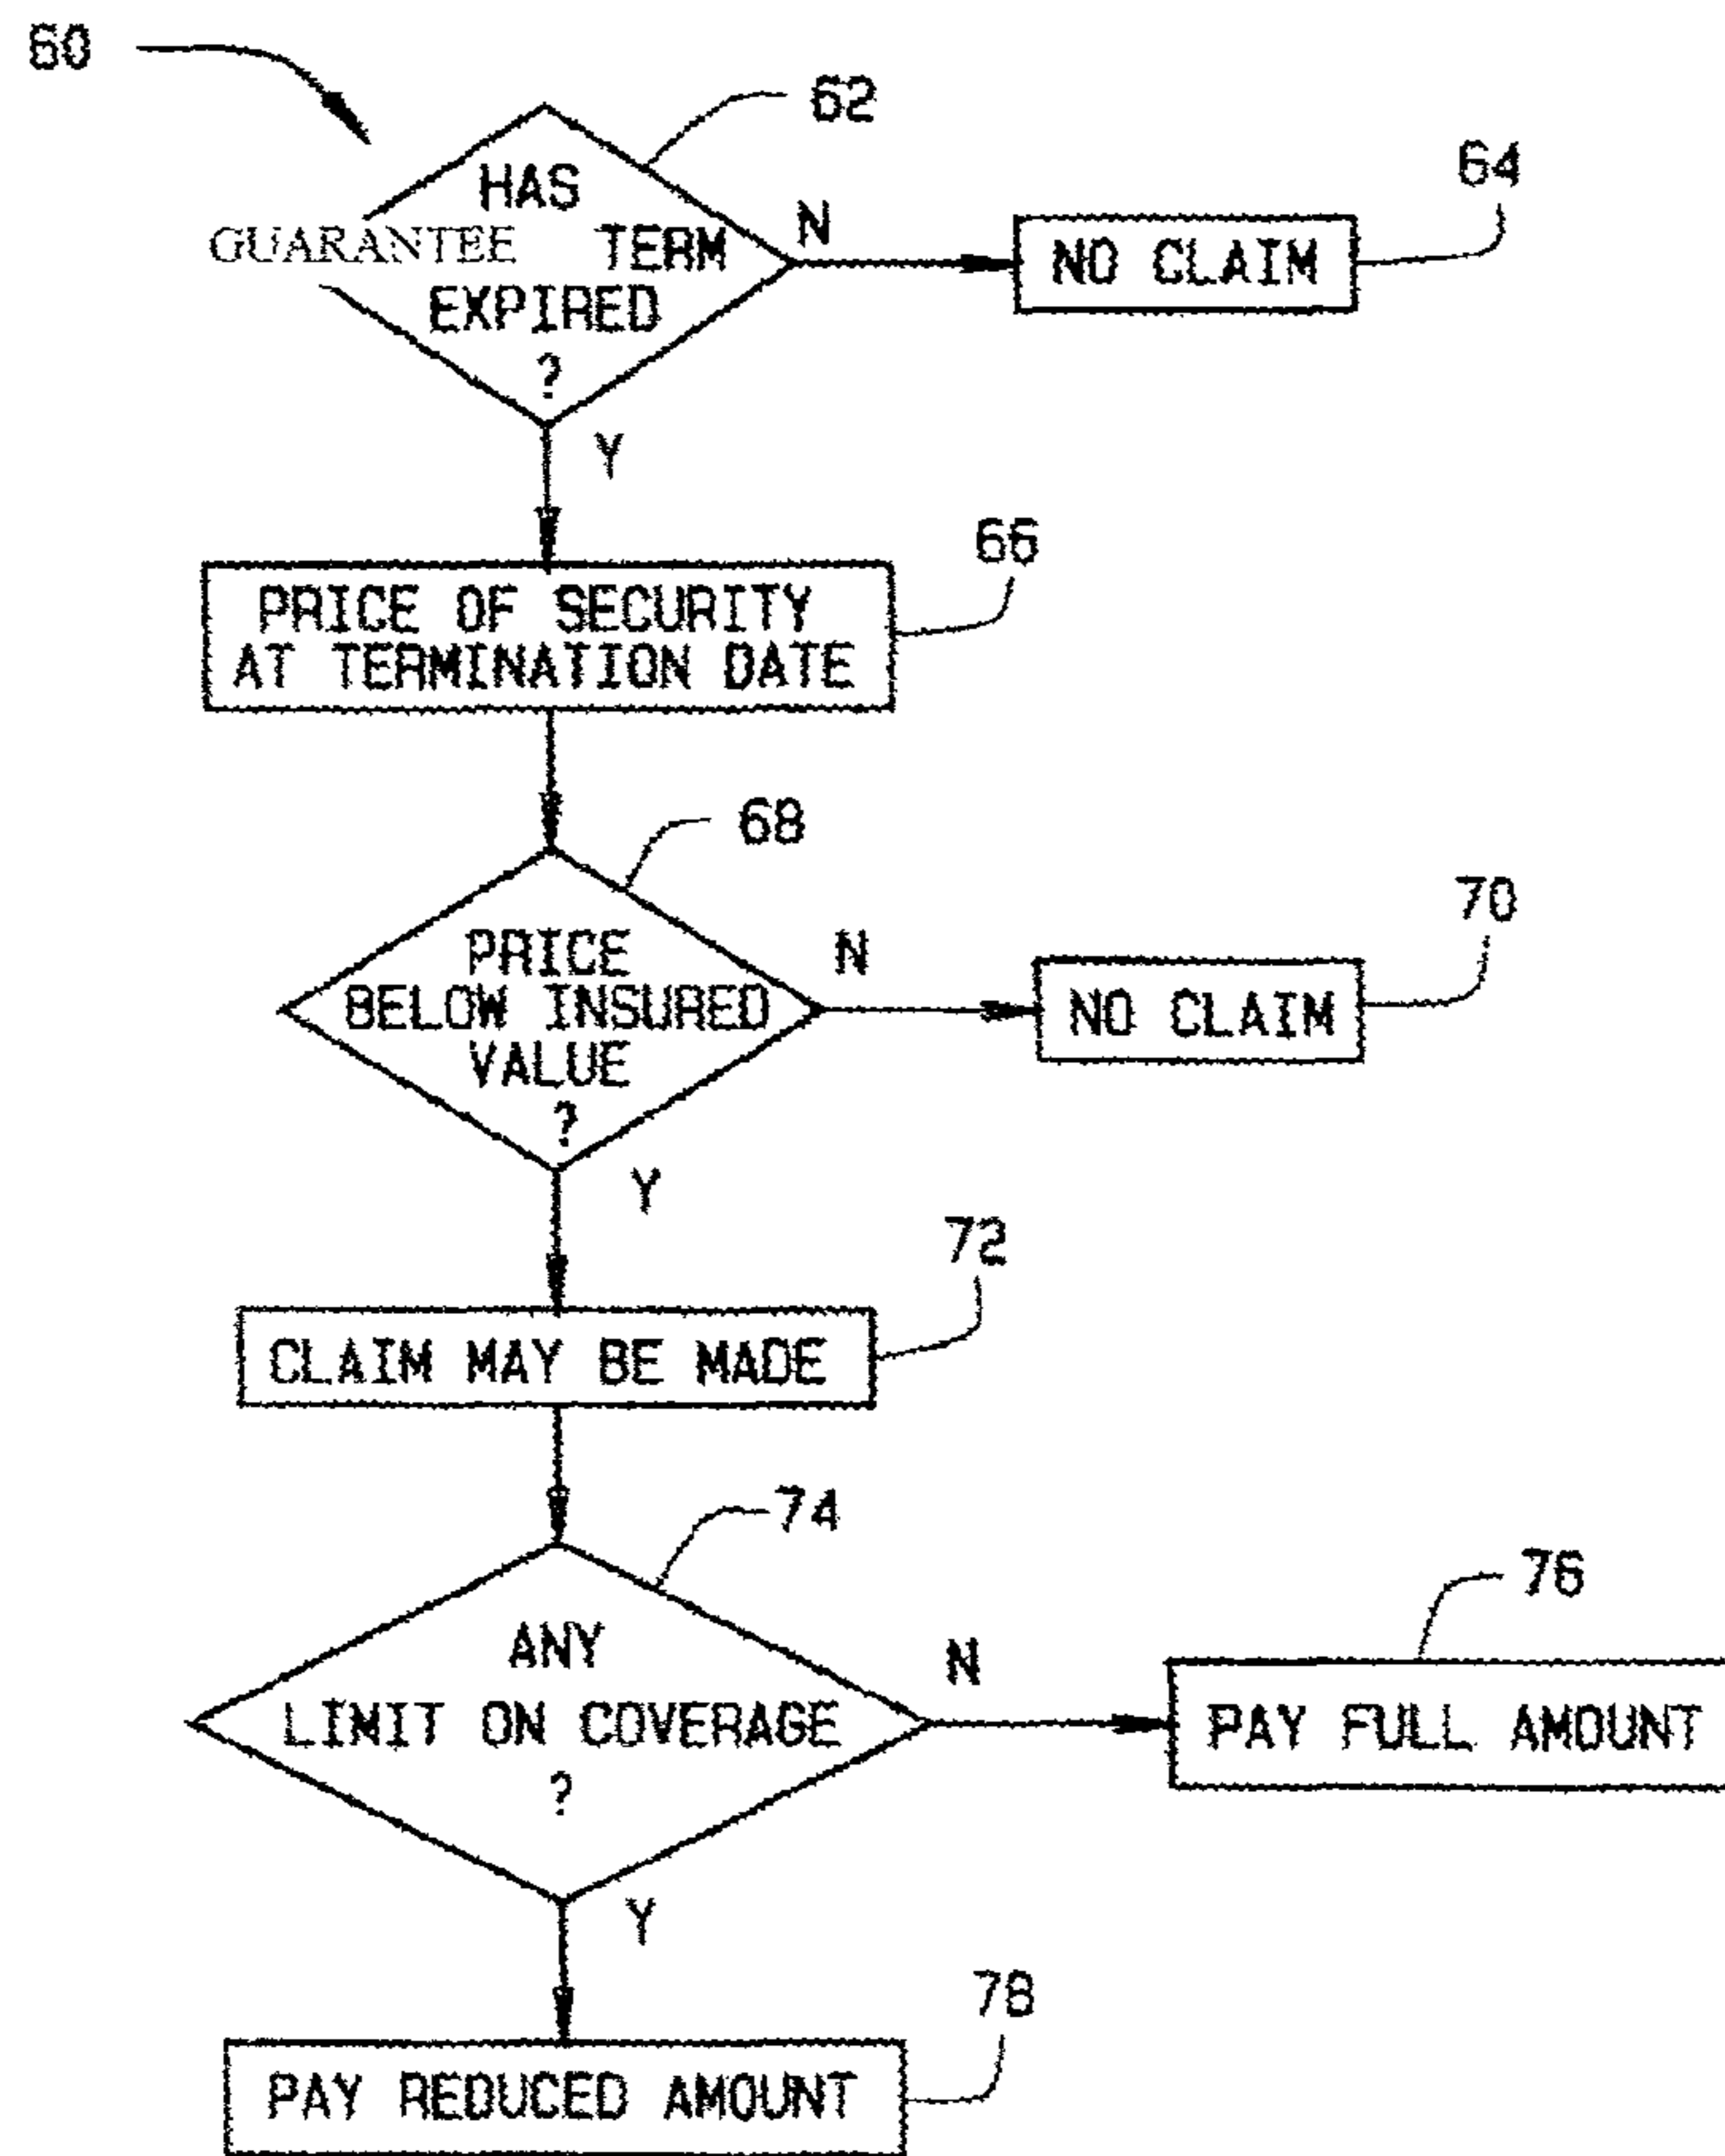 60
62
HAS
GUARANTEE TERM
EXPIRED
?
N
64
NO CLAIM
Y
66
PRICE OF SECURITY
AT TERMINATION DATE
68
PRICE
BELOW INSURED
VALUE
?
N
70
NO CLAIM
Y
72
CLAIM MAY BE MADE
74
ANY
LIMIT ON COVERAGE
?
N
76
PAY FULL AMOUNT
Y
78
PAY REDUCED AMOUNT